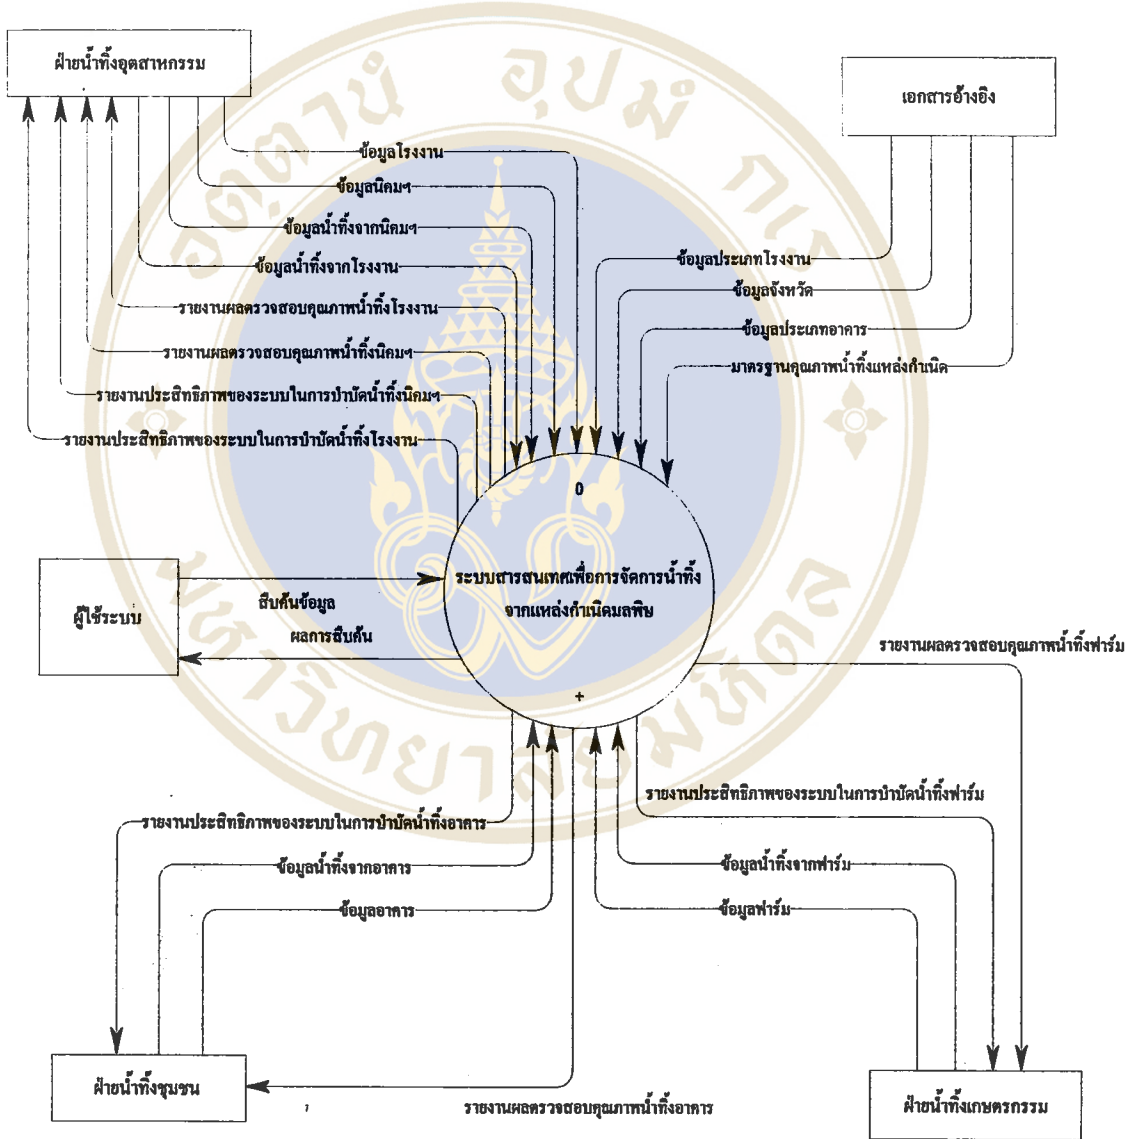 ฝ่ายน้ำทิ้งอุตสาหกรรม
เอกสารอ้างอิง
ข้อมูลโรงงาน
ข้อมูลนิคมฯ
ข้อมูลน้ำทิ้งจากนิคมฯ
ข้อมูลน้ำทิ้งจากโรงงาน
รายงานผลตรวจสอบคุณภาพน้ำทิ้งโรงงาน
รายงานผลตรวจสอบคุณภาพน้ำทิ้งนิคมฯ
รายงานประสิทธิภาพของระบบในการบำบัดน้ำทิ้งนิคมฯ
รายงานประสิทธิภาพของระบบในการบำบัดน้ำทิ้งโรงงาน
ข้อมูลประเภทโรงงาน
ข้อมูลจังหวัด
ข้อมูลประเภทอาคาร
มาตรฐานคุณภาพน้ำทิ้งแหล่งกำเนิด
0
ระบบสารสนเทศเพื่อการจัดการน้ำทิ้ง
จากแหล่งกำเนิดมลพิษ
+
ผู้ใช้ระบบ
สืบค้นข้อมูล
ผลการสืบค้น
รายงานผลตรวจสอบคุณภาพน้ำทิ้งฟาร์ม
รายงานประสิทธิภาพของระบบในการบำบัดน้ำทิ้งฟาร์ม
รายงานประสิทธิภาพของระบบในการบำบัดน้ำทิ้งอาคาร
ข้อมูลน้ำทิ้งจากอาคาร
ข้อมูลอาคาร
ข้อมูลน้ำทิ้งจากฟาร์ม
ข้อมูลฟาร์ม
ฝ่ายน้ำทิ้งชุมชน
รายงานผลตรวจสอบคุณภาพน้ำทิ้งอาคาร
ฝ่ายน้ำทิ้งเกษตรกรรม
อตฺตานํ อุปมํ กเร
มหาวิทยาลัยมหิดล